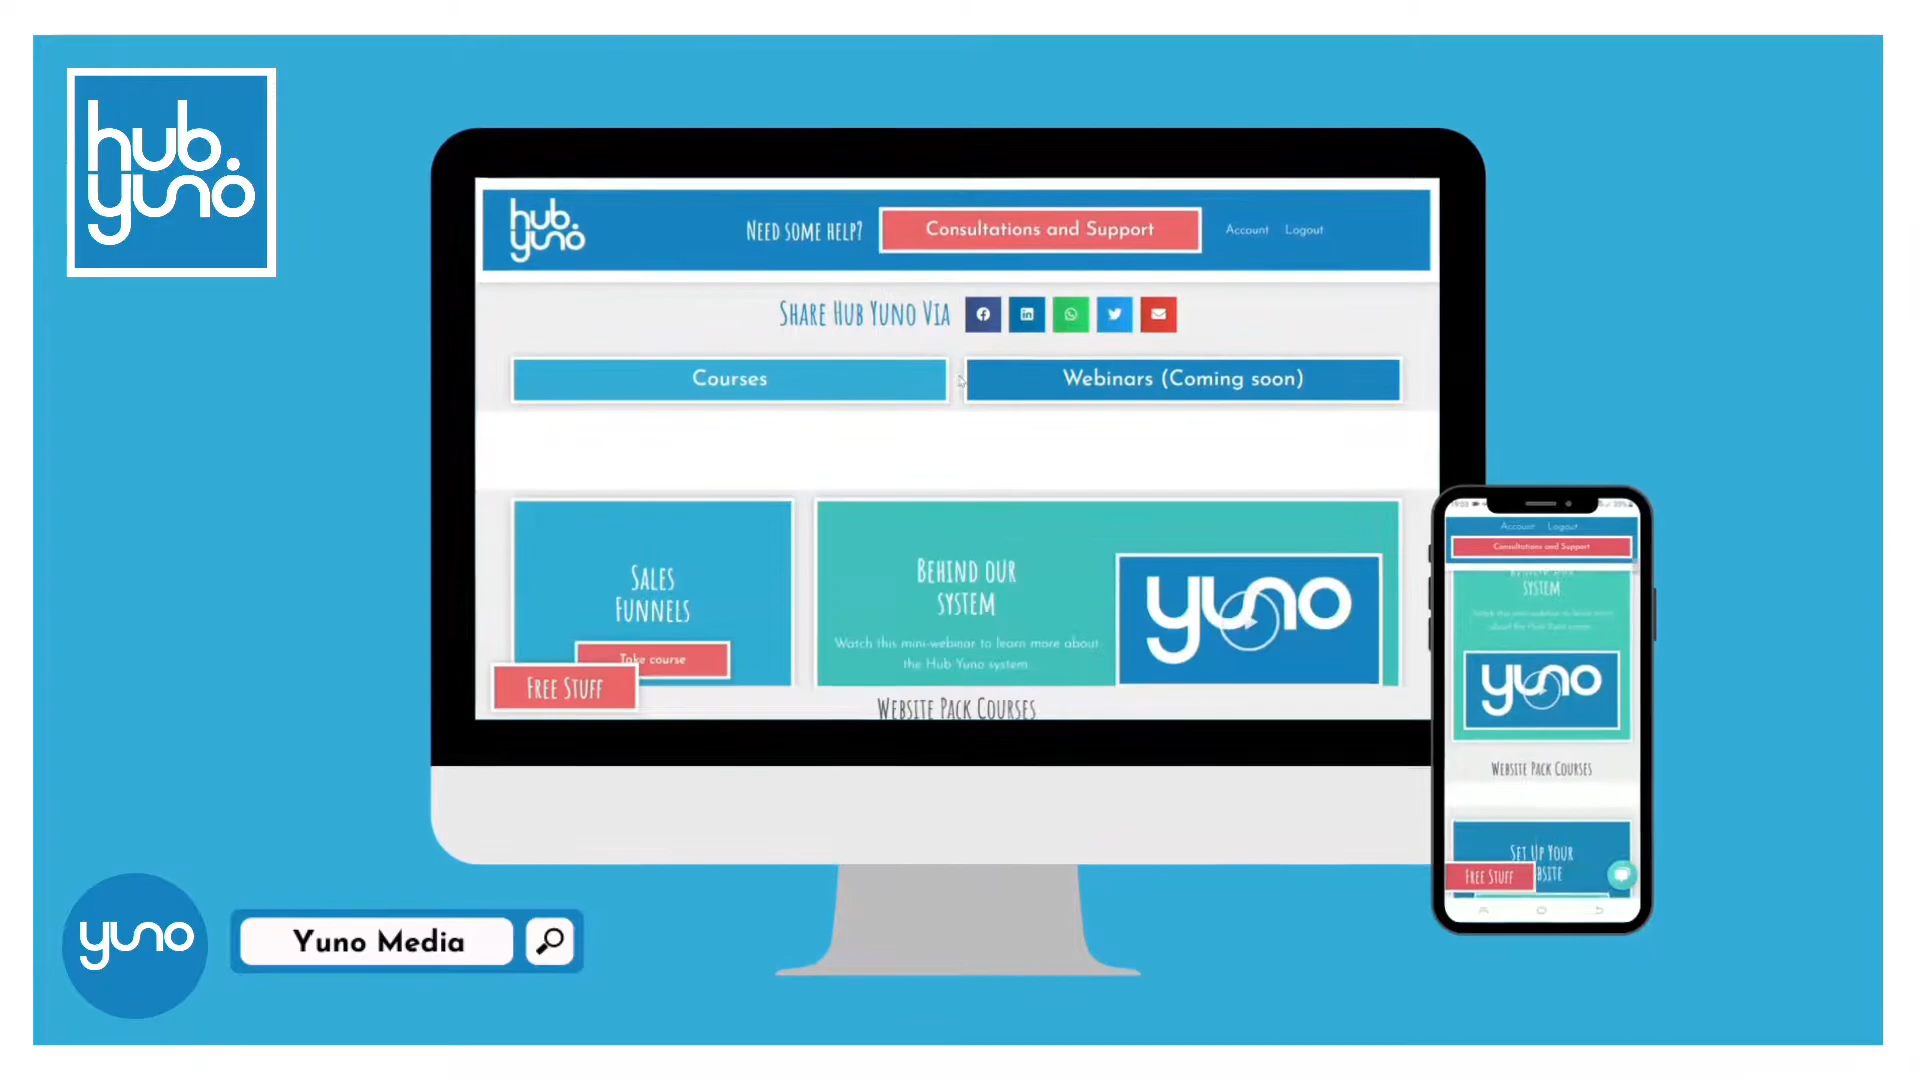 hub.
yuno
hub.
yuno
Need some help?
Consultations and Support
Account
Logout
Share Hub Yuno Via
Courses
Webinars (Coming soon)
Sales
Funnels
Take course
Behind our
system
Watch this mini-webinar to learn more about
the Hub Yuno system
yuno
Free Stuff
Website Pack Courses
Account
Logout
Consultations and Support
system
yuno
Website Pack Courses
Set Up Your
Free Stuff
yuno
Yuno Media